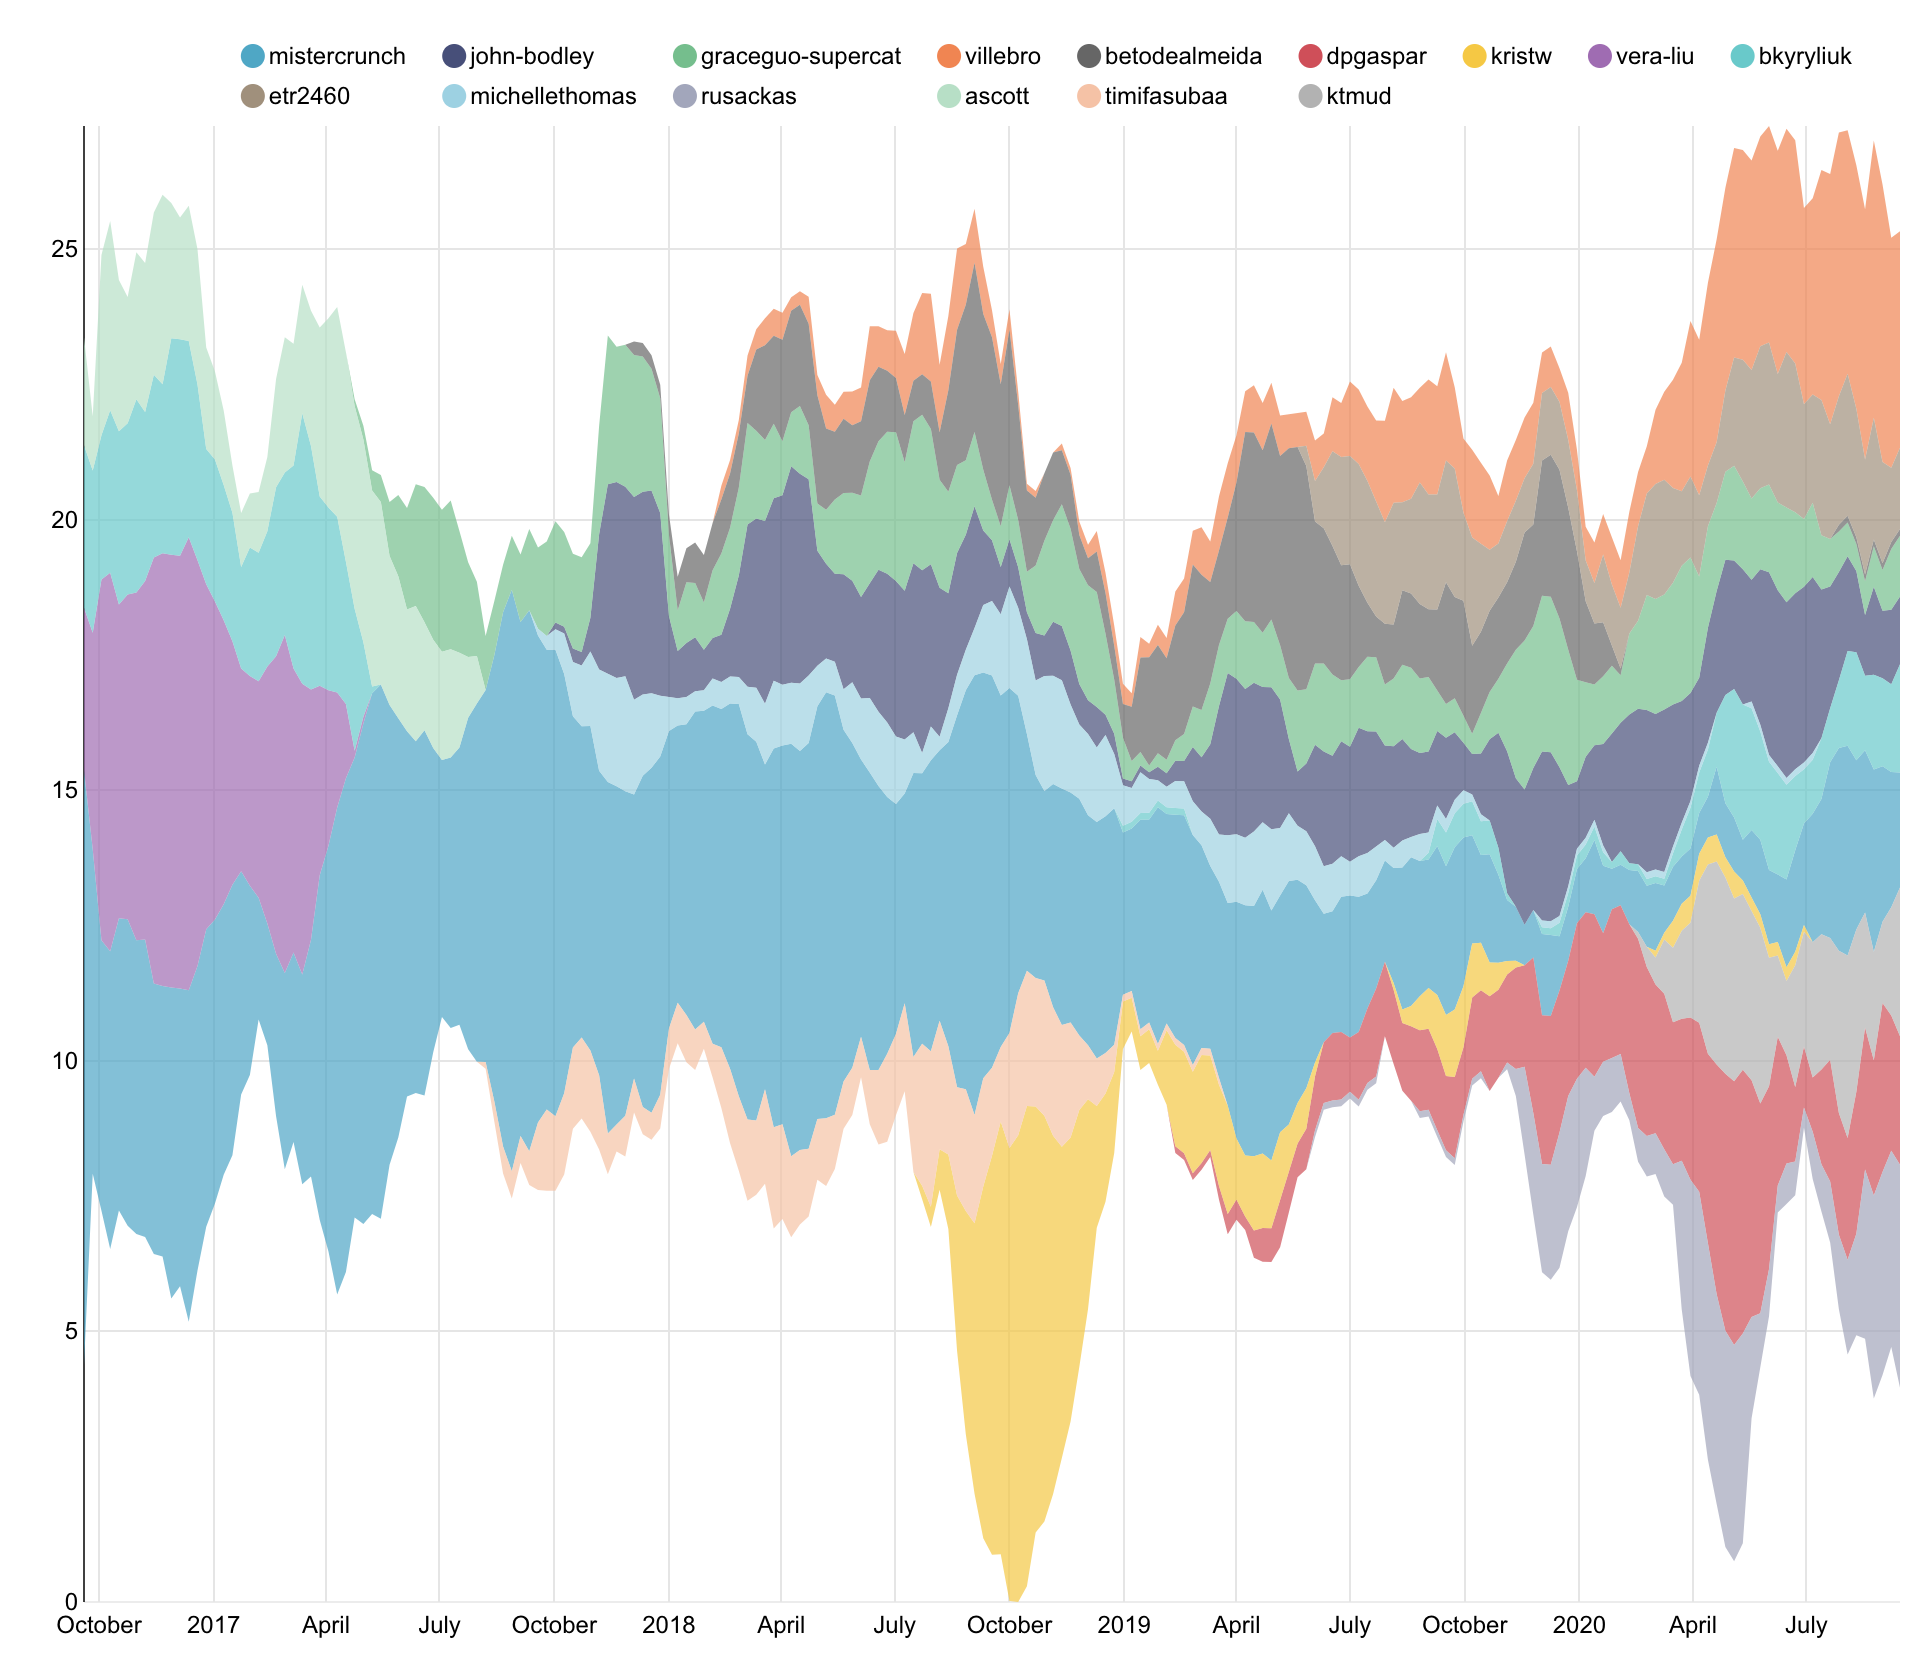 mistercrunch john-bodley graceguo-supercat villebro betodealmeida dpgaspar kristw vera-liu bkyryliuk
etr2460 michellethomas rusackas ascott timifasubaa ktmud
25
20
15
10
5
0
October 2017 April July October 2018 April July October 2019 April July October 2020 April July